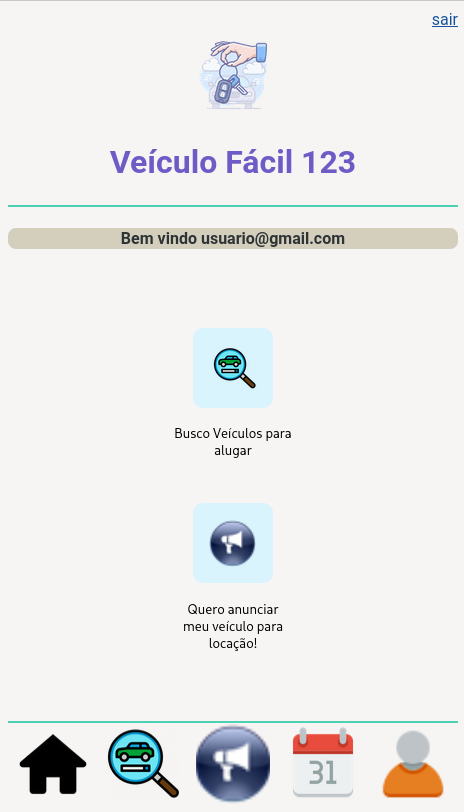 sair
Veículo Fácil 123
Bem vindo usuario@gmail.com
Busco Veículos para
alugar
Quero anunciar
meu veículo para
locação!
31